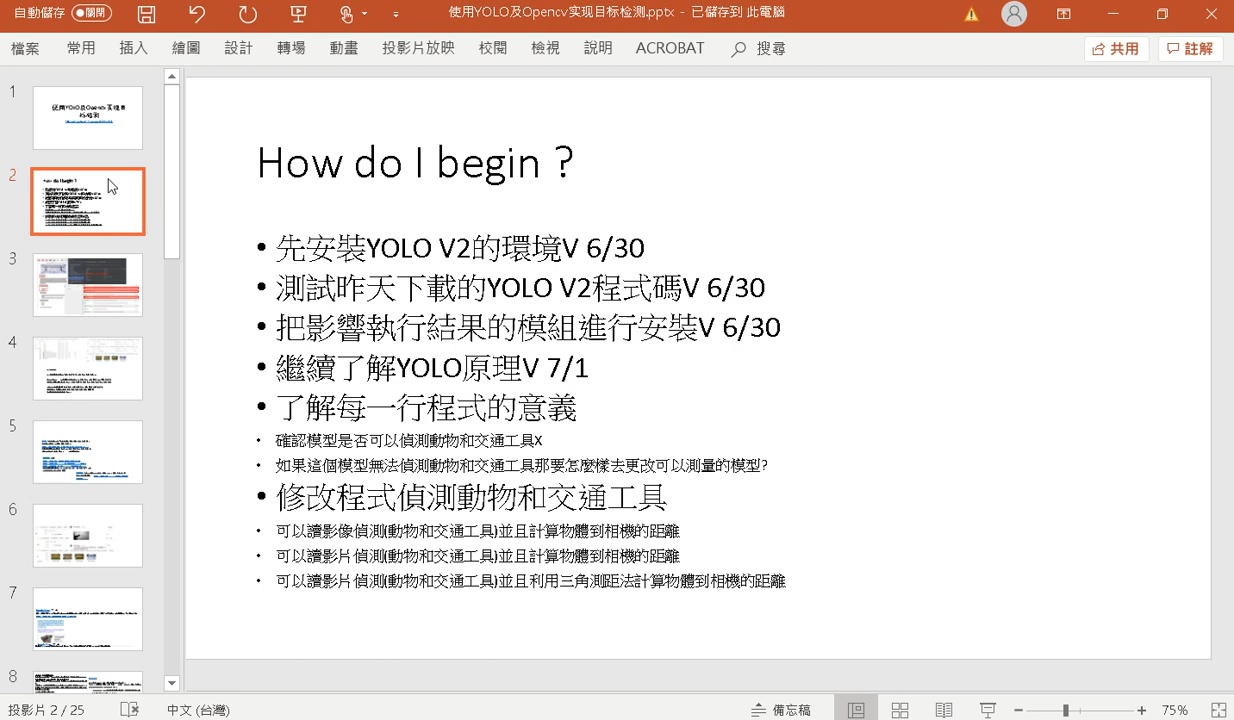 自動儲存 關閉 使用YOLO及Opencv实现目标检测.pptx - 已儲存到 此電腦
檔案 常用 插入 繪圖 設計 轉場 動畫 投影片放映 校閱 檢視 說明 ACROBAT 搜尋 共用 註解
1
2
3
4
5
6
7
8
How do I begin ?
• 先安裝YOLO V2的環境V 6/30
• 測試昨天下載的YOLO V2程式碼V 6/30
• 把影響執行結果的模組進行安裝V 6/30
• 繼續了解YOLO原理V 7/1
• 了解每一行程式的意義
• 確認模型是否可以偵測動物和交通工具X
• 如果這個模型無法偵測動物和交通工具那要怎麼樣去更改可以測量的模型?
• 修改程式偵測動物和交通工具
• 可以讀影像偵測(動物和交通工具)並且計算物體到相機的距離
• 可以讀影片偵測(動物和交通工具)並且計算物體到相機的距離
• 可以讀影片偵測(動物和交通工具)並且利用三角測距法計算物體到相機的距離
投影片 2 / 25 中文 (台灣) 備忘稿 75%